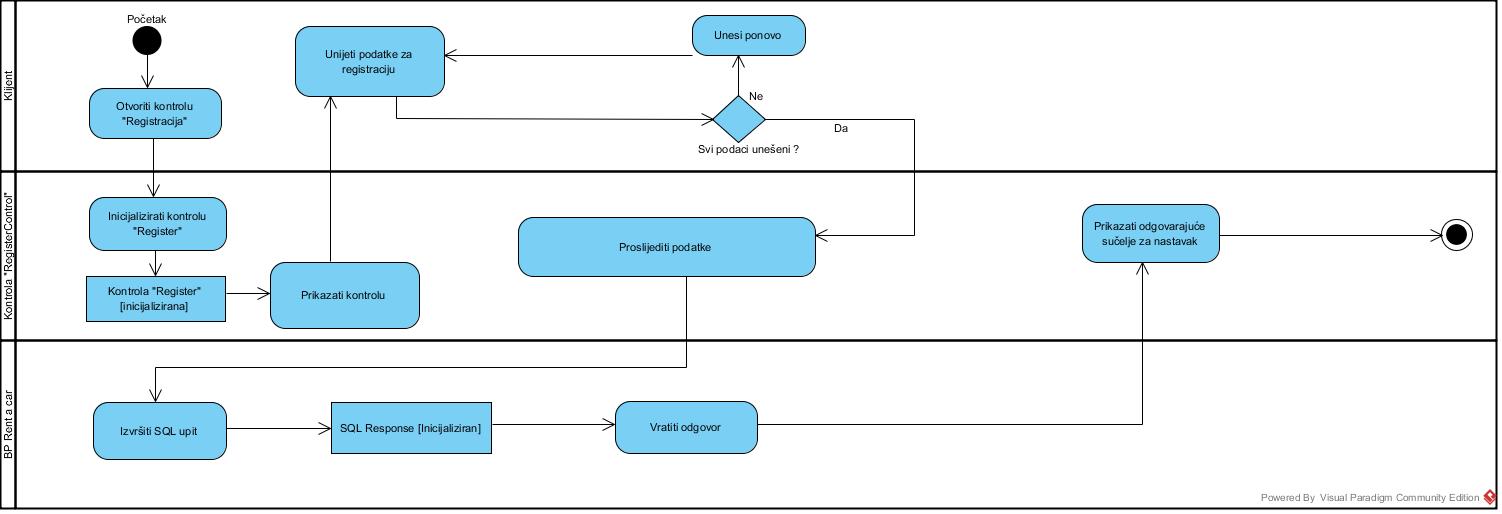 Klijent
Početak
Otvoriti kontrolu
"Registracija"
Unijeti podatke za
registraciju
Unesi ponovo
Ne
Da
Svi podaci unešeni ?
Kontrola "RegisterControl"
Inicijalizirati kontrolu
"Register"
Kontrola "Register"
[inicijalizirana]
Prikazati kontrolu
Proslijediti podatke
Prikazati odgovarajuće
sučelje za nastavak
BP Rent a car
Izvršiti SQL upit
SQL Response [Inicijaliziran]
Vratiti odgovor
Powered By Visual Paradigm Community Edition